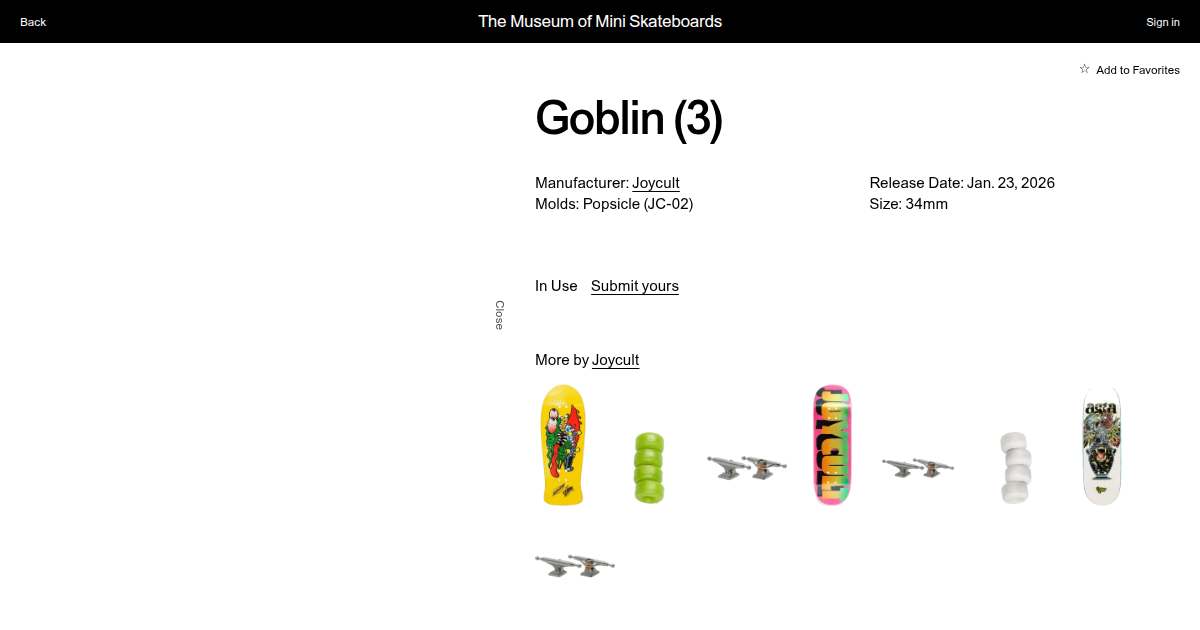 Back
The Museum of Mini Skateboards
Sign in
☆ Add to Favorites
Goblin (3)
Manufacturer: Joycult
Molds: Popsicle (JC-02)
Release Date: Jan. 23, 2026
Size: 34mm
In Use Submit yours
Close
More by Joycult
JOYCULT